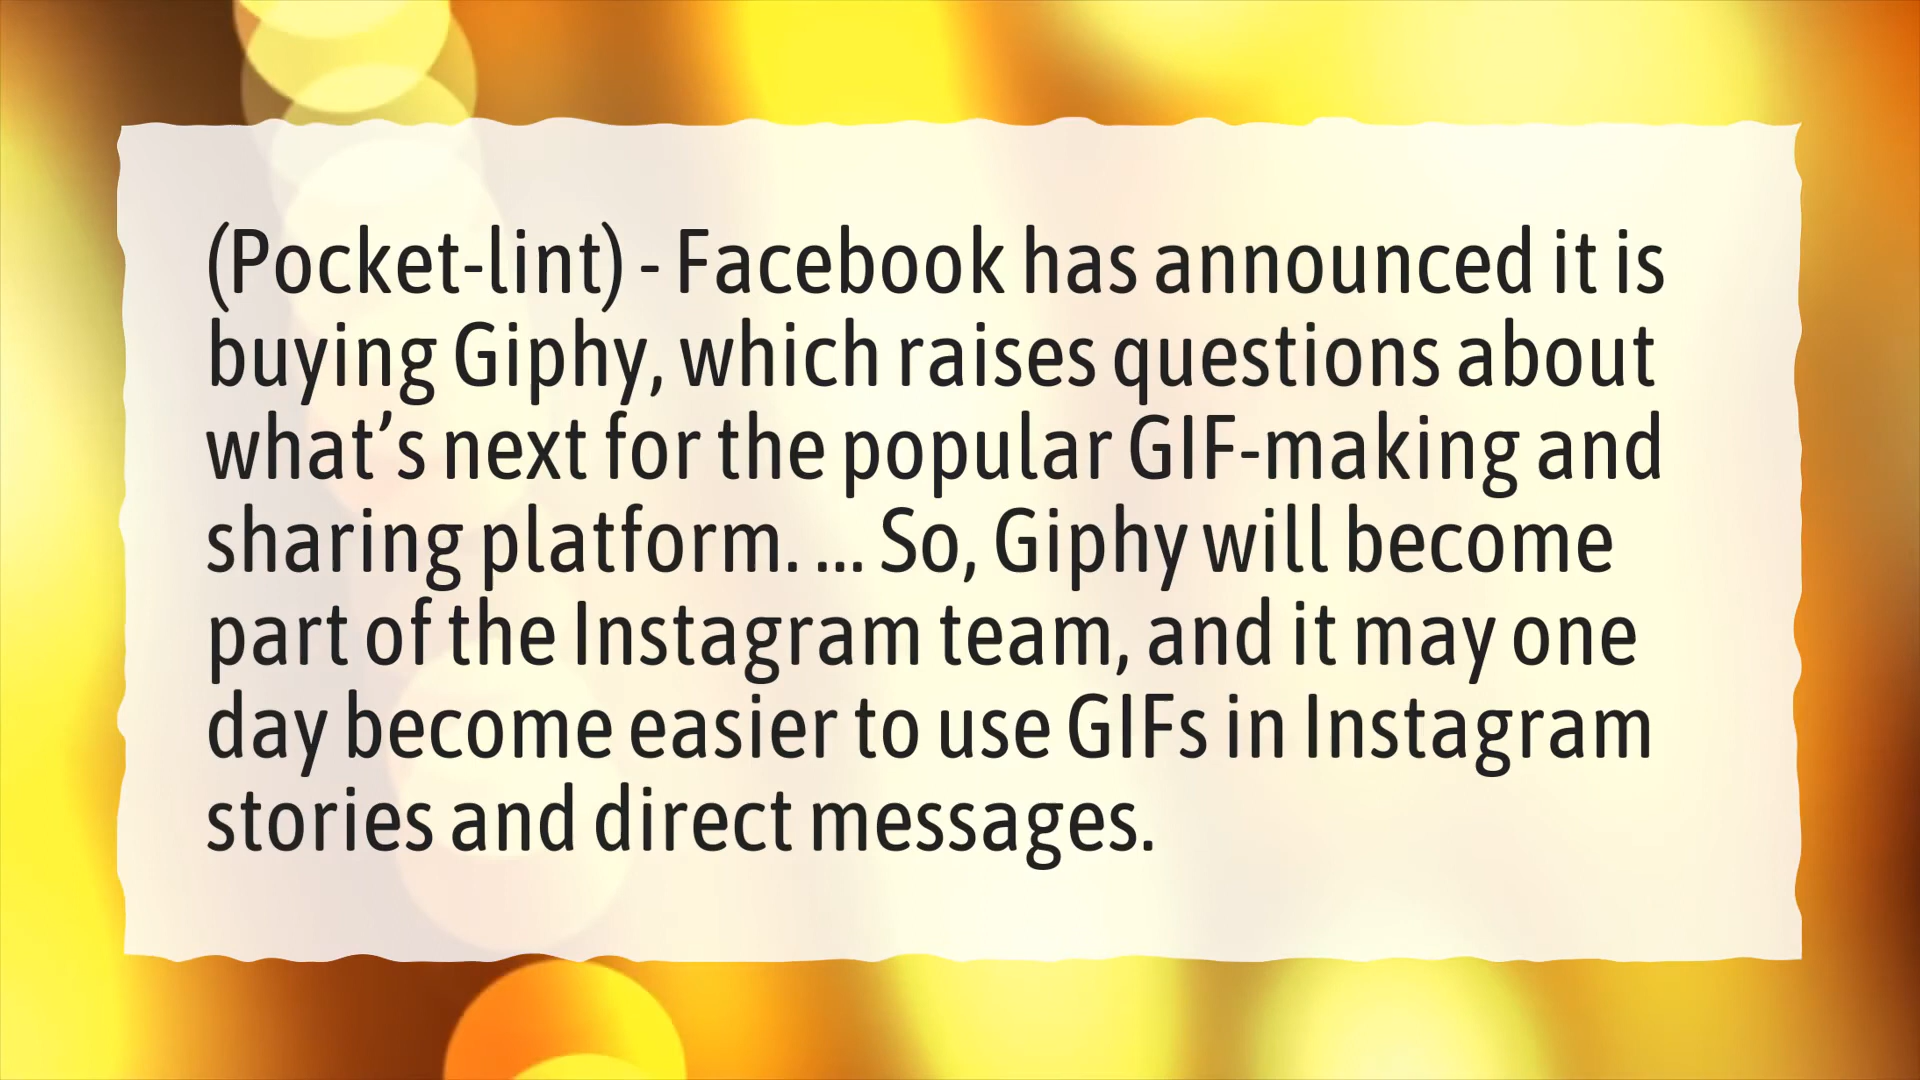 (Pocket-lint) - Facebook has announced it is
buying Giphy, which raises questions about
what’s next for the popular GIF-making and
sharing platform. ... So, Giphy will become
part of the Instagram team, and it may one
day become easier to use GIFs in Instagram
stories and direct messages.